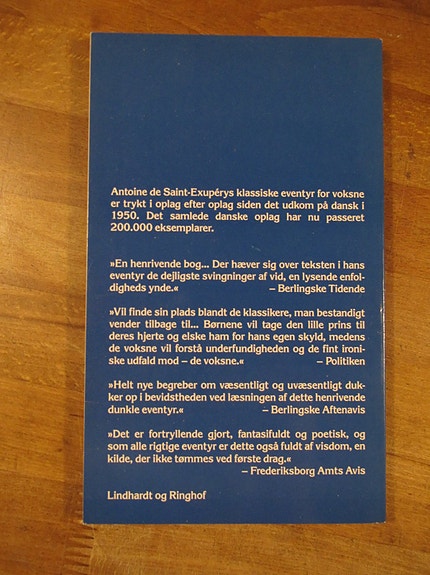 Antoine de Saint-Exupérys klassiske eventyr for voksne
er trykt i oplag efter oplag siden det udkom på dansk i
1950. Det samlede danske oplag har nu passeret
200.000 eksemplarer.
»En henrivende bog... Der hæver sig over teksten i hans
eventyr de dejligste svingninger af vid, en lysende enfol-
digheds ynde.« – Berlingske Tidende
»Vil finde sin plads blandt de klassikere, man bestandigt
vender tilbage til... Børnene vil tage den lille prins til
deres hjerte og elske ham for hans egen skyld, medens
de voksne vil forstå underfundigheden og de fint ironi-
ske udfald mod – de voksne.« – Politiken
»Helt nye begreber om væsentligt og uvæsentligt duk-
ker op i bevidstheden ved læsningen af dette henrivende
dunkle eventyr.« – Berlingske Aftenavis
»Det er fortryllende gjort, fantasifuldt og poetisk, og
som alle rigtige eventyr er dette også fuldt af visdom, en
kilde, der ikke tømmes ved første drag.«
– Frederiksborg Amts Avis
Lindhardt og Ringhof